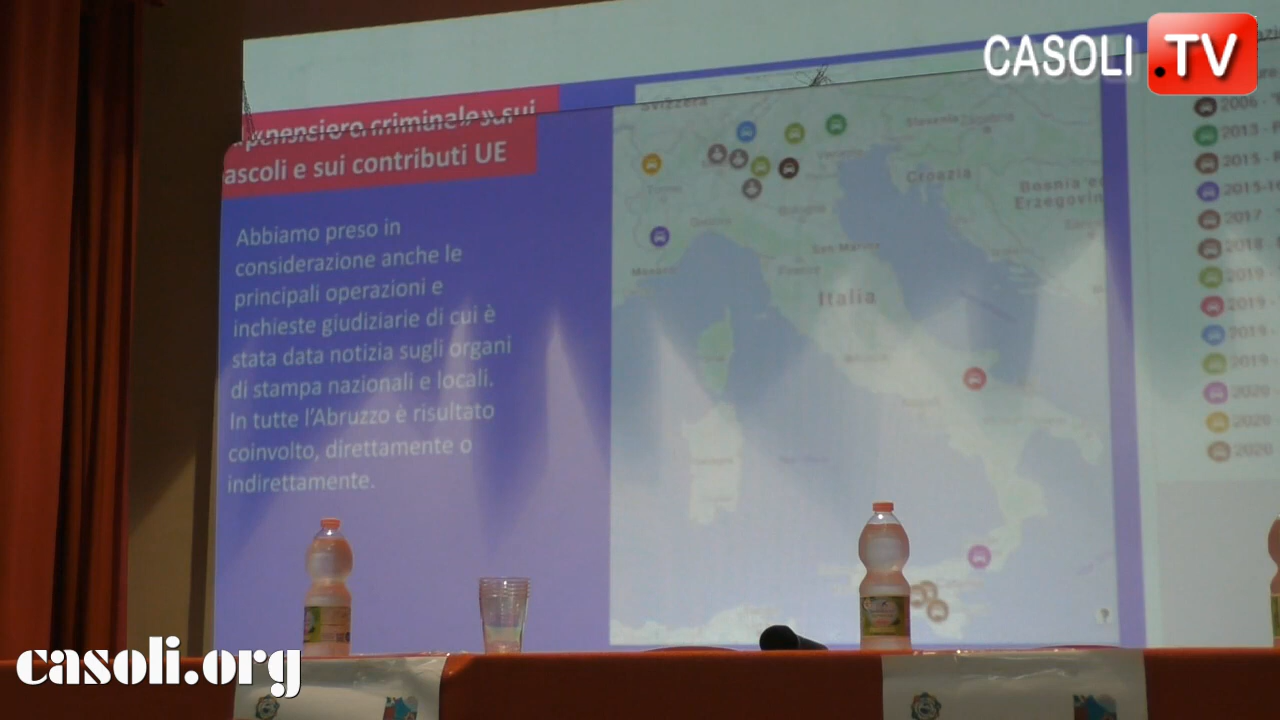 CASOLI .TV
«pensiero criminale» sui
ascoli e sui contributi UE
Abbiamo preso in
considerazione anche le
principali operazioni e
inchieste giudiziarie di cui è
stata data notizia sugli organi
di stampa nazionali e locali.
In tutte l'Abruzzo è risultato
coinvolto, direttamente o
indirettamente.
Svizzera
Slovenia
Croazia
Bosnia ed
Erzegovina
Torino
Bologna
San Marino
Monaco
Firenze
Italia
2006 -
2013 -
2015 -
2015-1
2017
2018 -
2019 -
2019 -
2019 -
2019 -
2020
2020
2020
casoli.org